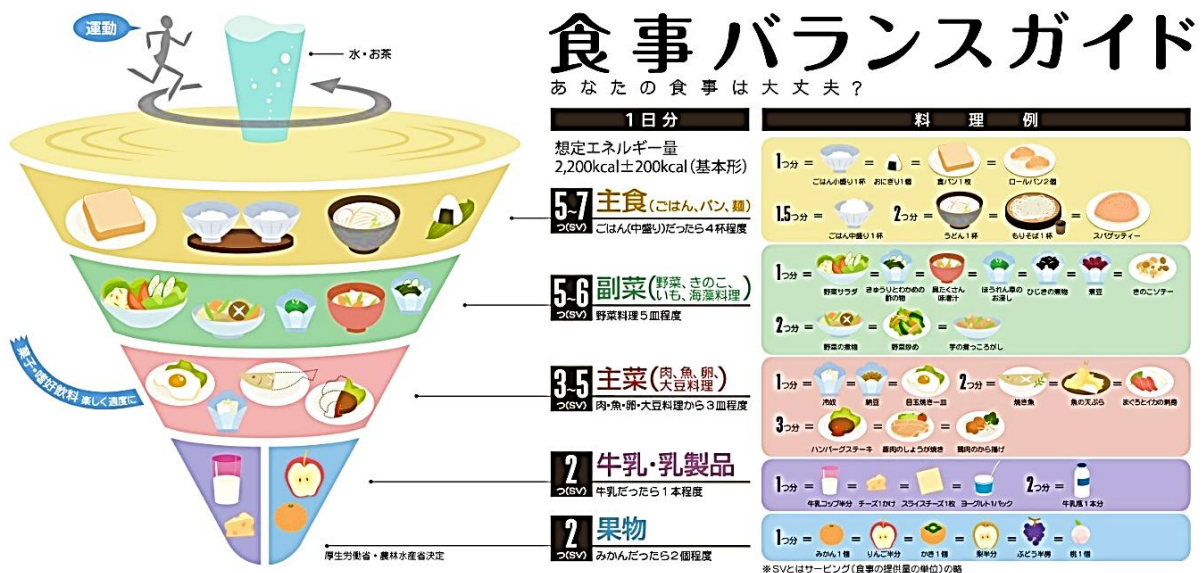 運動
水・お茶
菓子・嗜好飲料 楽しく適度に
厚生労働省・農林水産省決定
食事バランスガイド
あなたの食事は大丈夫?
1日分
想定エネルギー量
2,200kcal±200kcal(基本形)
5~7 つ(SV) 主食(ごはん、パン、麺)
ごはん(中盛り)だったら4杯程度
5~6 つ(SV) 副菜(野菜、きのこ、いも、海藻料理)
野菜料理5皿程度
3~5 つ(SV) 主菜(肉、魚、卵、大豆料理)
肉・魚・卵・大豆料理から3皿程度
2 つ(SV) 牛乳・乳製品
牛乳だったら1本程度
2 つ(SV) 果物
みかんだったら2個程度
料理例
1つ分 = ごはん小盛り1杯 = おにぎり1個 = 食パン1枚 = ロールパン2個
1.5つ分 = ごはん中盛り1杯 2つ分 = うどん1杯 = もりそば1杯 = スパゲッティー
1つ分 = 野菜サラダ = きゅうりとわかめの酢の物 = 具たくさん味噌汁 = ほうれん草のお浸し = ひじきの煮物 = 煮豆 = きのこソテー
2つ分 = 野菜の煮物 = 野菜炒め = 芋の煮っころがし
1つ分 = 冷奴 = 納豆 = 目玉焼き一皿 2つ分 = 焼き魚 = 魚の天ぷら = まぐろとイカの刺身
3つ分 = ハンバーグステーキ = 豚肉のしょうが焼き = 鶏肉のから揚げ
1つ分 = 牛乳コップ半分 = チーズ1かけ = スライスチーズ1枚 = ヨーグルト1パック 2つ分 = 牛乳瓶1本分
1つ分 = みかん1個 = りんご半分 = かき1個 = 梨半分 = ぶどう半房 = 桃1個
※SVとはサービング(食事の提供量の単位)の略